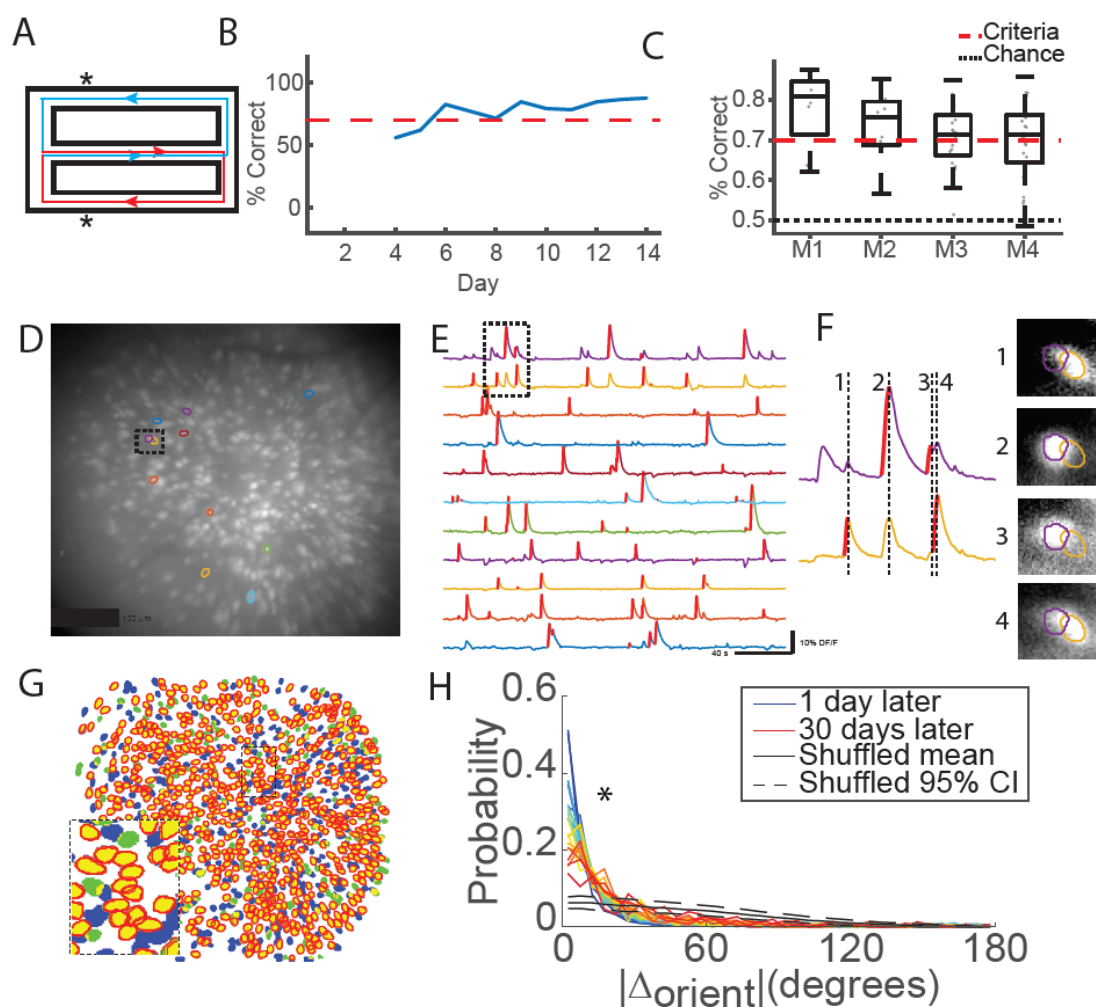 A
*
*
B
% Correct
100
50
0
2 4 6 8 10 12 14
Day
C
Criteria
Chance
% Correct
0.8
0.7
0.6
0.5
M1 M2 M3 M4
D
E
40 s
10% DF/F
F
1 2 3 4
1
2
3
4
G
H
Probability
0.6
0.4
0.2
0
*
1 day later
30 days later
Shuffled mean
Shuffled 95% CI
0 60 120 180
|Δorient|(degrees)